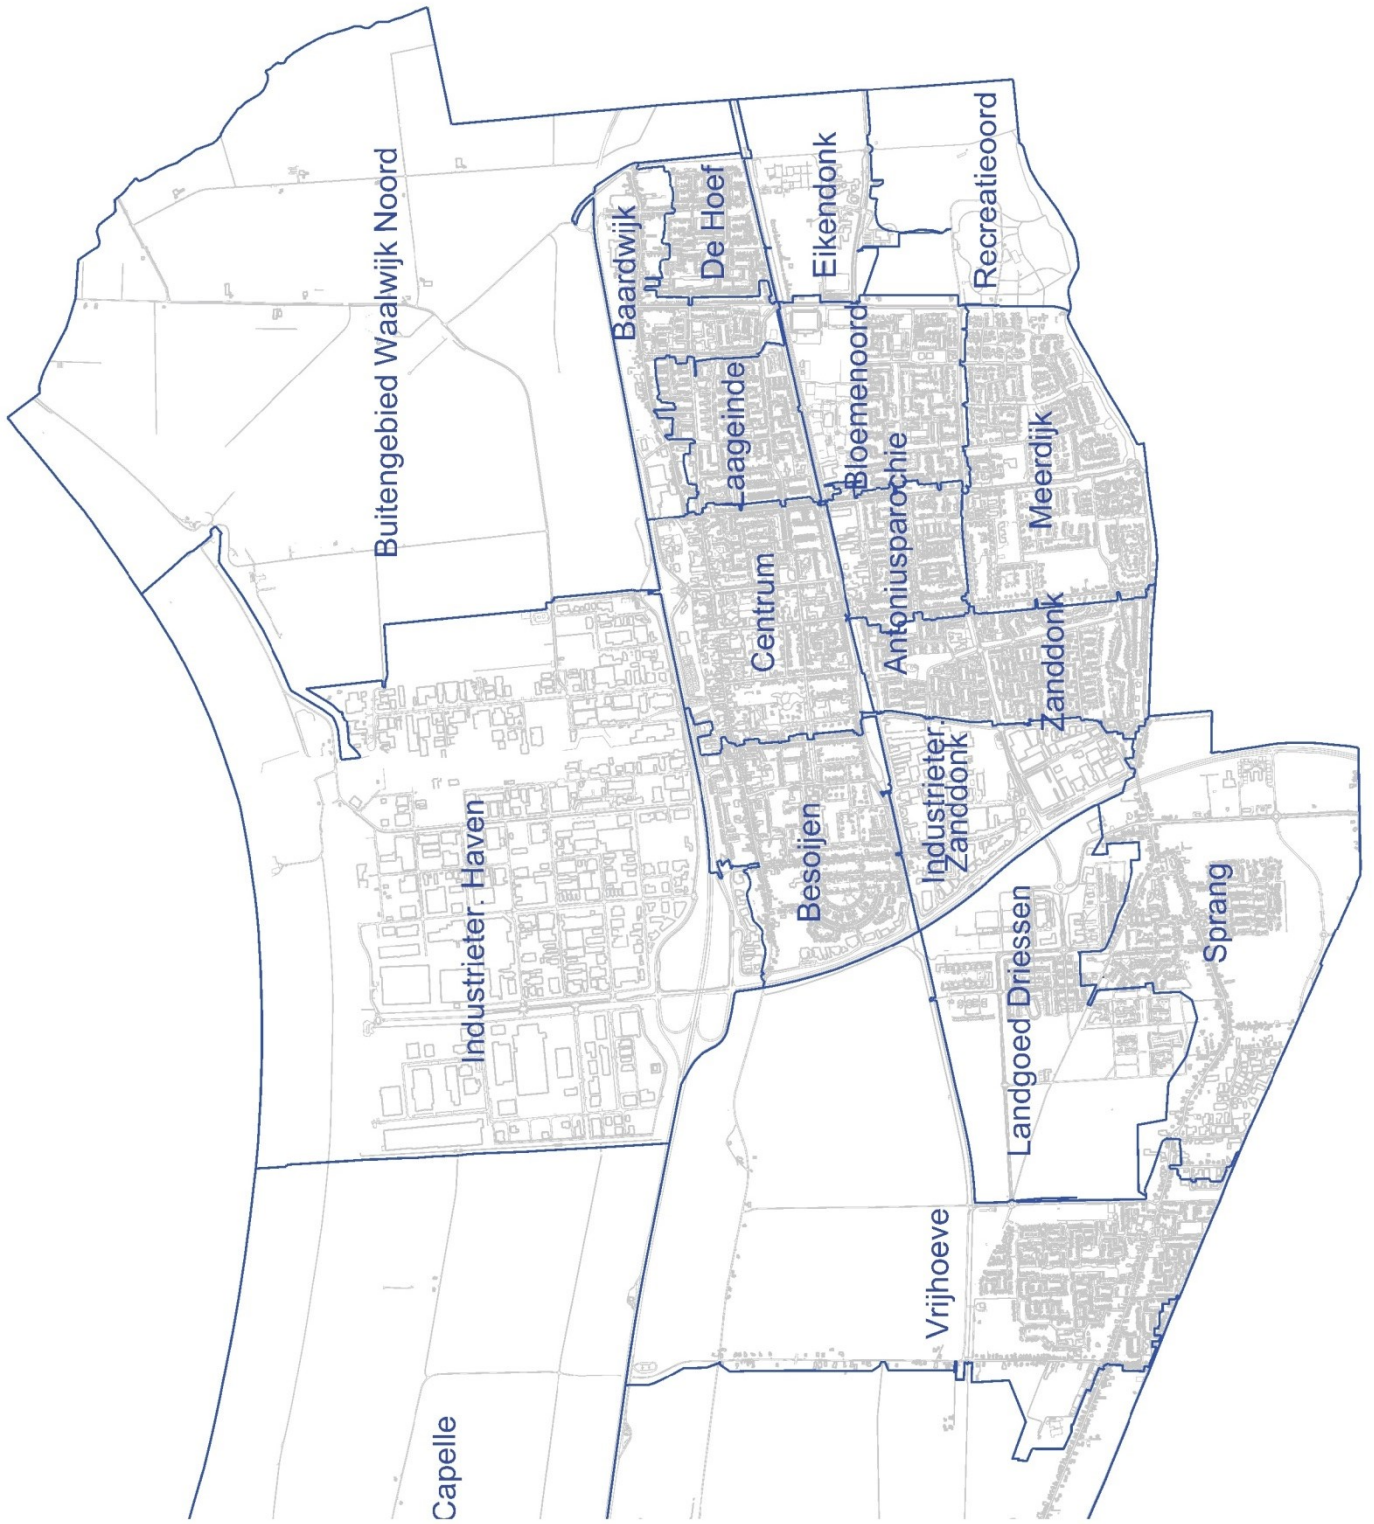 Buitengebied Waalwijk Noord
Baardwijk
De Hoef
Eikendonk
Recreatieoord
Laageinde
Bloemenoord
Meerdijk
Centrum
Antoniusparochie
Zanddonk
Industrieter. Haven
Besoijen
Industrieter.
Zanddonk
Landgoed Driessen
Sprang
Vrijhoeve
Capelle